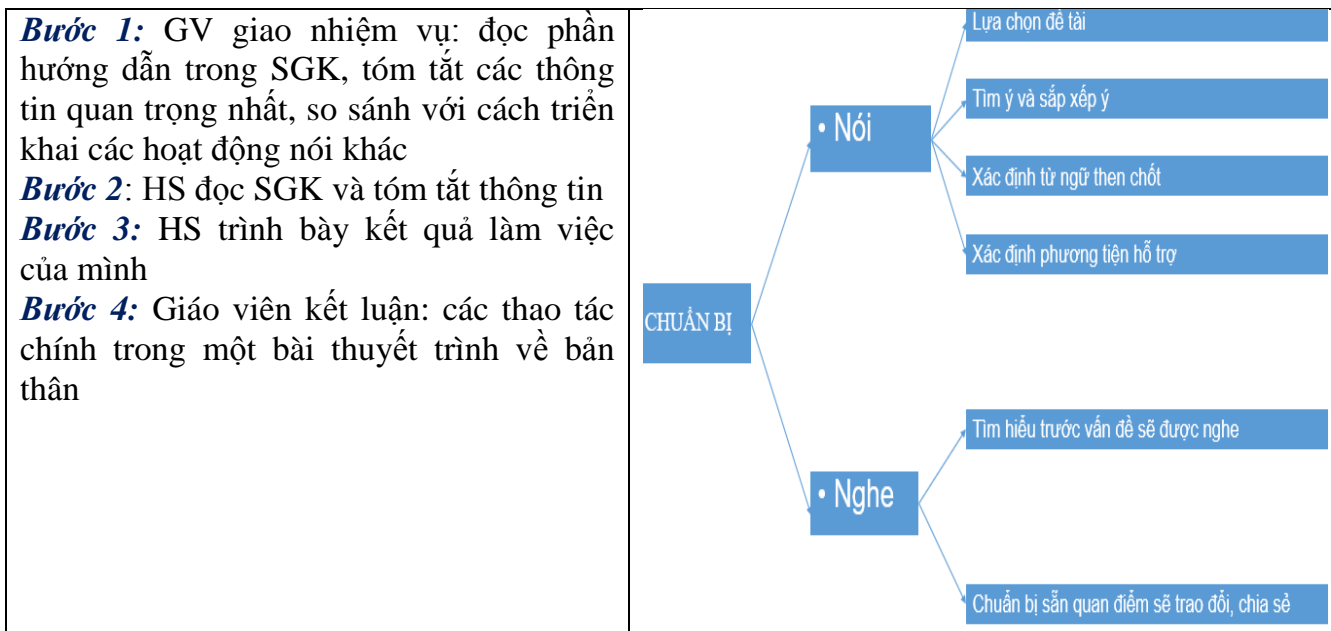 Bước 1: GV giao nhiệm vụ: đọc phần
hướng dẫn trong SGK, tóm tắt các thông
tin quan trọng nhất, so sánh với cách triển
khai các hoạt động nói khác
Bước 2: HS đọc SGK và tóm tắt thông tin
Bước 3: HS trình bày kết quả làm việc
của mình
Bước 4: Giáo viên kết luận: các thao tác
chính trong một bài thuyết trình về bản
thân
CHUẨN BỊ
• Nói
Lựa chọn đề tài
Tìm ý và sắp xếp ý
Xác định từ ngữ then chốt
Xác định phương tiện hỗ trợ
• Nghe
Tìm hiểu trước vấn đề sẽ được nghe
Chuẩn bị sẵn quan điểm sẽ trao đổi, chia sẻ